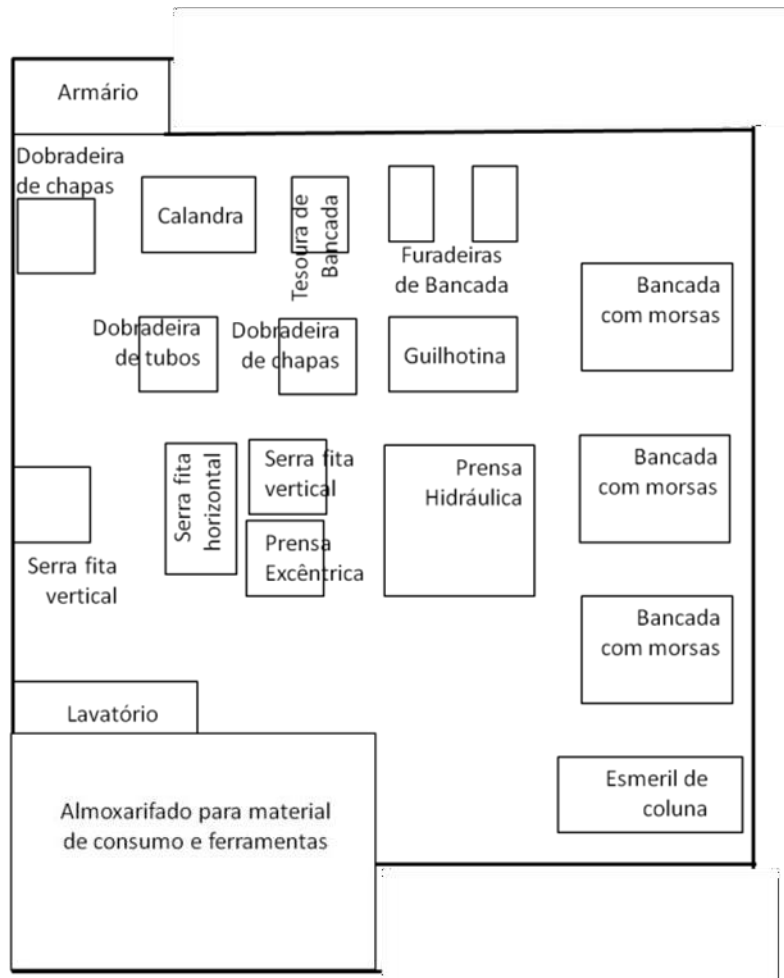 Armário
Dobradeira
de chapas
Calandra
Tesoura de
Bancada
Furadeiras
de Bancada
Bancada
com morsas
Dobradeira
de tubos
Dobradeira
de chapas
Guilhotina
Serra fita
horizontal
Serra fita
vertical
Prensa
Excêntrica
Prensa
Hidráulica
Bancada
com morsas
Serra fita
vertical
Bancada
com morsas
Lavatório
Almoxarifado para material
de consumo e ferramentas
Esmeril de
coluna